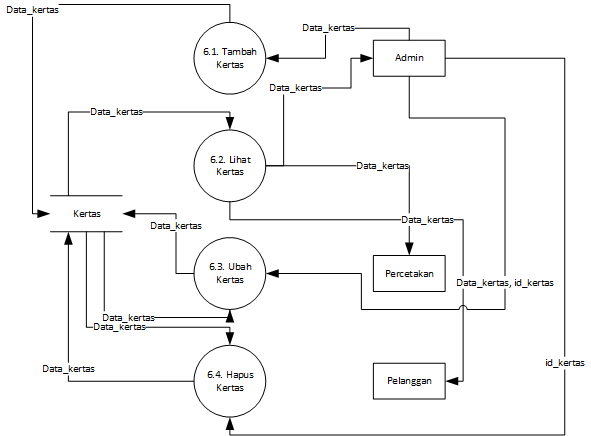 Data_kertas
Data_kertas
6.1. Tambah
Kertas
Admin
Data_kertas
Data_kertas
6.2. Lihat
Kertas
Data_kertas
Kertas
Data_kertas
Data_kertas
6.3. Ubah
Kertas
Percetakan
Data_kertas, id_kertas
Data_kertas
Data_kertas
Data_kertas
6.4. Hapus
Kertas
Pelanggan
id_kertas